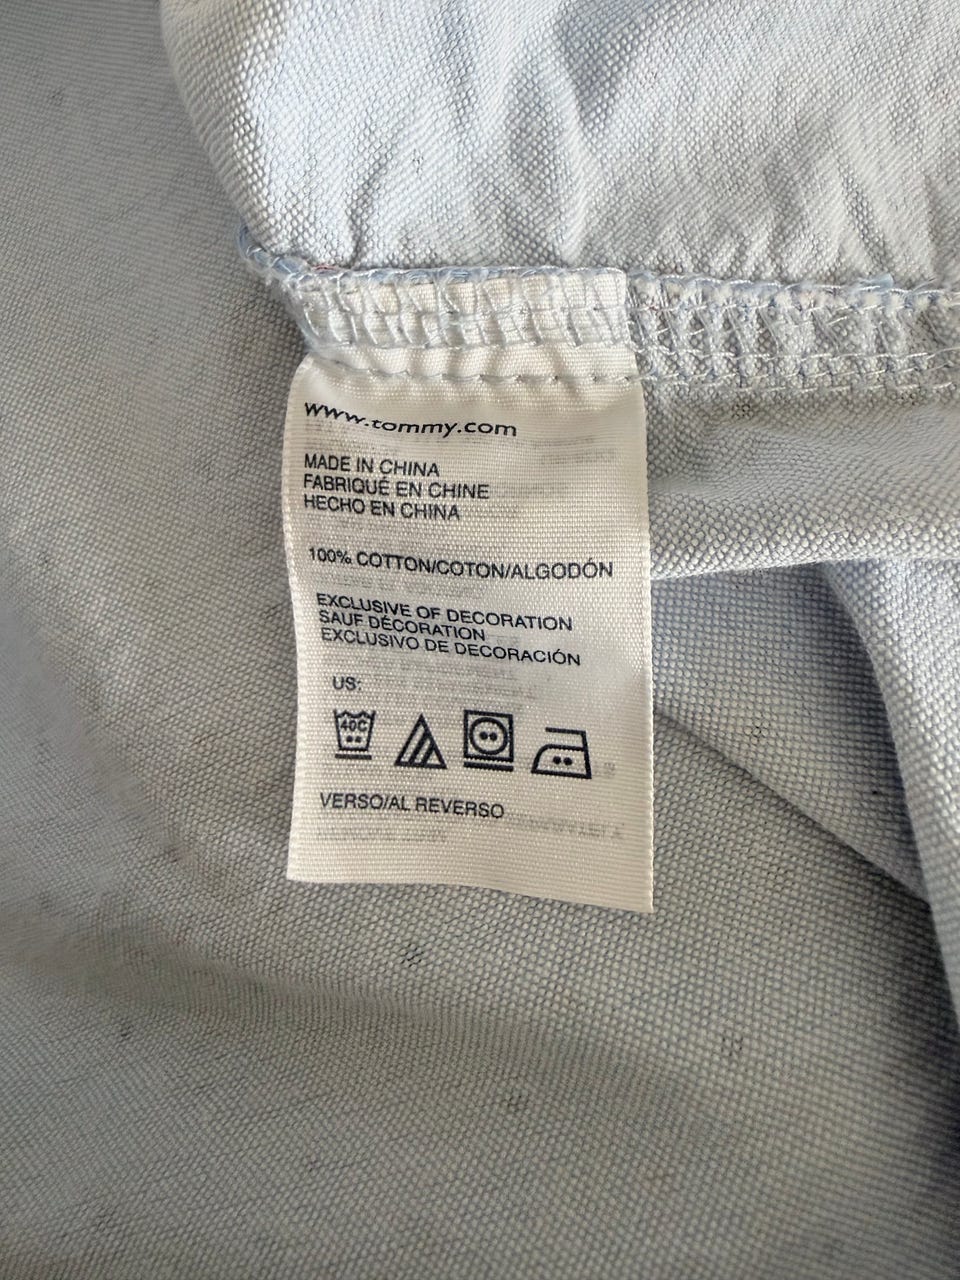 www.tommy.com
MADE IN CHINA
FABRIQUÉ EN CHINE
HECHO EN CHINA
100% COTTON/COTON/ALGODÓN
EXCLUSIVE OF DECORATION
SAUF DÉCORATION
EXCLUSIVO DE DECORACIÓN
US:
40C
VERSO/AL REVERSO